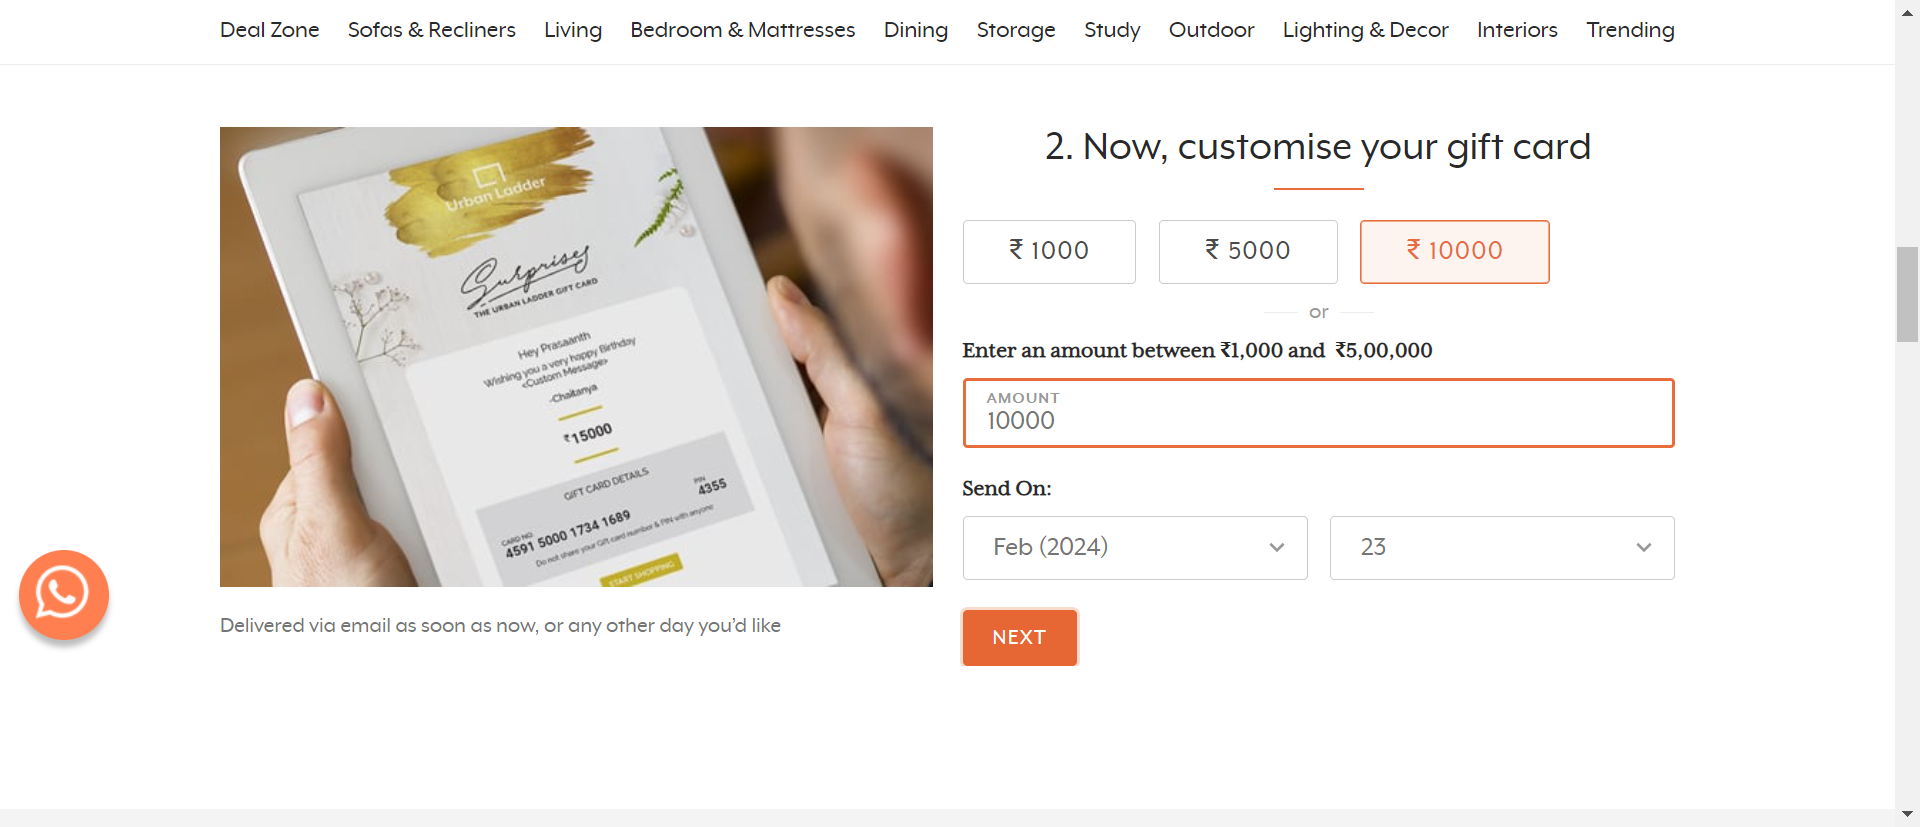 Deal Zone Sofas & Recliners Living Bedroom & Mattresses Dining Storage Study Outdoor Lighting & Decor Interiors Trending
Urban Ladder
Surprises
THE URBAN LADDER GIFT CARD
Hey Prasaanth
Wishing you a very happy Birthday
<Custom Message>
-Chaitanya
₹15000
GIFT CARD DETAILS
CARD NO. PIN
4591 5000 1734 1689 4355
Do not share your Gift card number & PIN with anyone
START SHOPPING
Delivered via email as soon as now, or any other day you’d like
2. Now, customise your gift card
₹ 1000 ₹ 5000 ₹ 10000
or
Enter an amount between ₹1,000 and ₹5,00,000
AMOUNT
10000
Send On:
Feb (2024) 23
NEXT